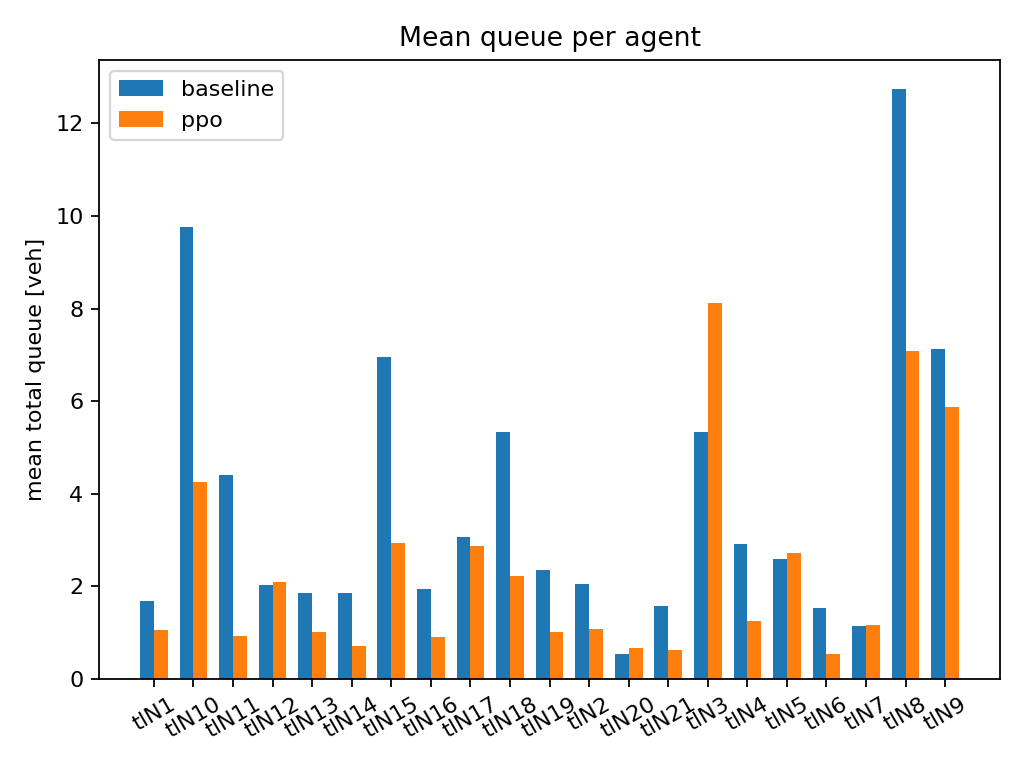 Mean queue per agent
baseline
ppo
mean total queue [veh]
12
10
8
6
4
2
0
tlN1 tlN10 tlN11 tlN12 tlN13 tlN14 tlN15 tlN16 tlN17 tlN18 tlN19 tlN2 tlN20 tlN21 tlN3 tlN4 tlN5 tlN6 tlN7 tlN8 tlN9